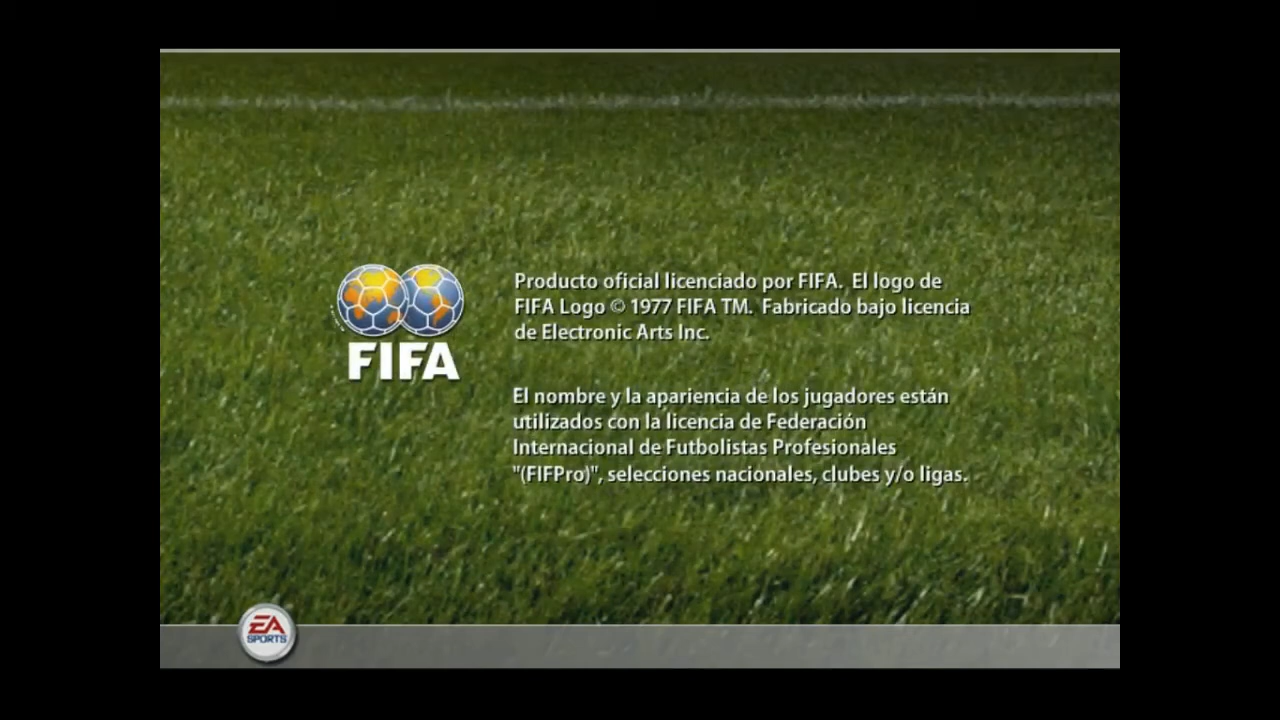 Producto oficial licenciado por FIFA. El logo de
FIFA Logo © 1977 FIFA TM. Fabricado bajo licencia
de Electronic Arts Inc.
FIFA
El nombre y la apariencia de los jugadores están
utilizados con la licencia de Federación
Internacional de Futbolistas Profesionales
"(FIFPro)", selecciones nacionales, clubes y/o ligas.
EA
SPORTS